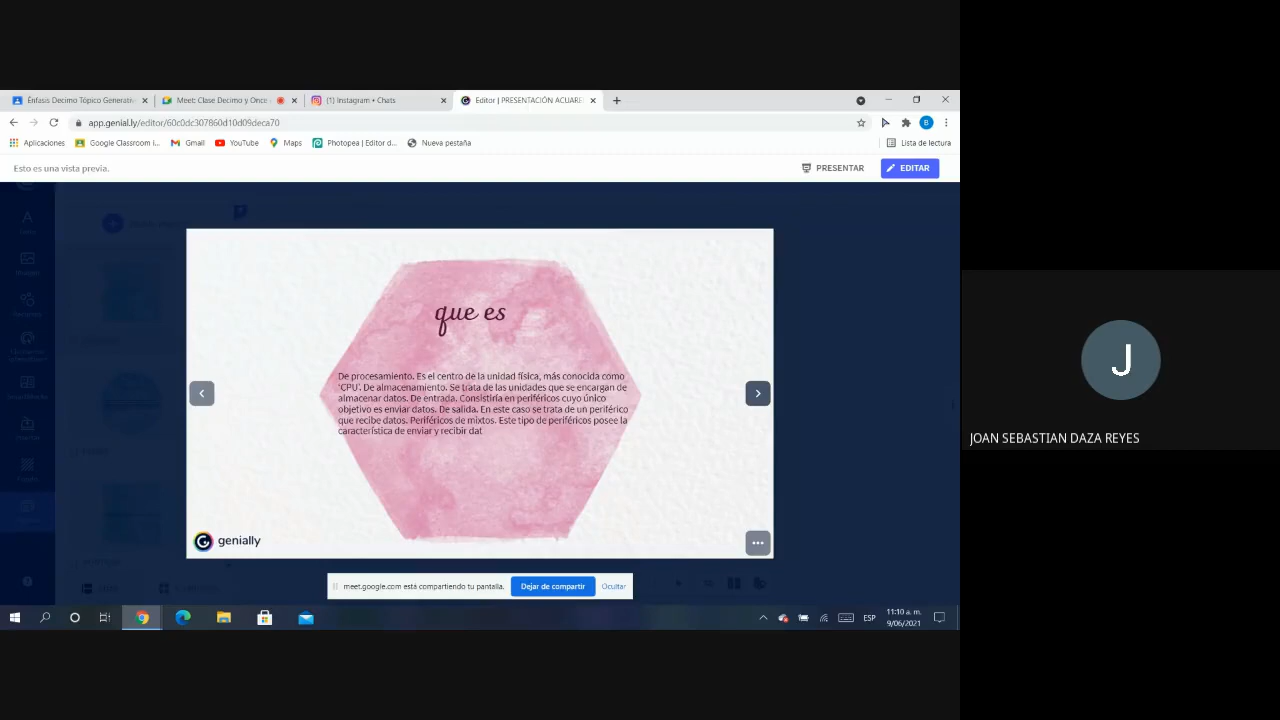 Énfasis Decimo Tópico Generativ
Meet: Clase Decimo y Once
(1) Instagram • Chats
Editor | PRESENTACIÓN ACUARE
app.genial.ly/editor/60c0dc307860d10d09deca70
Aplicaciones
Google Classroom i...
Gmail
YouTube
Maps
Photopea | Editor d...
Nueva pestaña
Lista de lectura
Esto es una vista previa.
PRESENTAR
EDITAR
que es
De procesamiento. Es el centro de la unidad física, más conocida como
'CPU'. De almacenamiento. Se trata de las unidades que se encargan de
almacenar datos. De entrada. Consistiría en periféricos cuyo único
objetivo es enviar datos. De salida. En este caso se trata de un periférico
que recibe datos. Periféricos de mixtos. Este tipo de periféricos posee la
característica de enviar y recibir dat
genially
J
JOAN SEBASTIAN DAZA REYES
meet.google.com está compartiendo tu pantalla.
Dejar de compartir
Ocultar
ESP
11:10 a. m.
9/06/2021